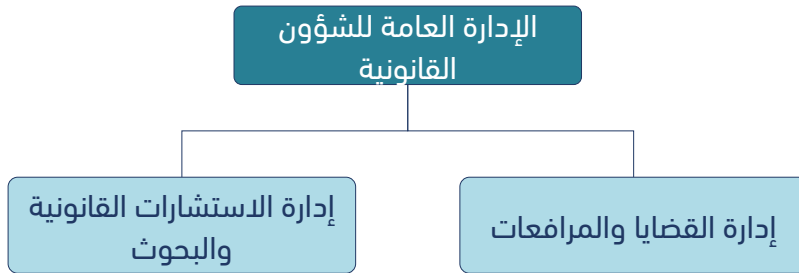 الإدارة العامة للشؤون
القانونية
إدارة القضايا والمرافعات
إدارة الاستشارات القانونية
والبحوث